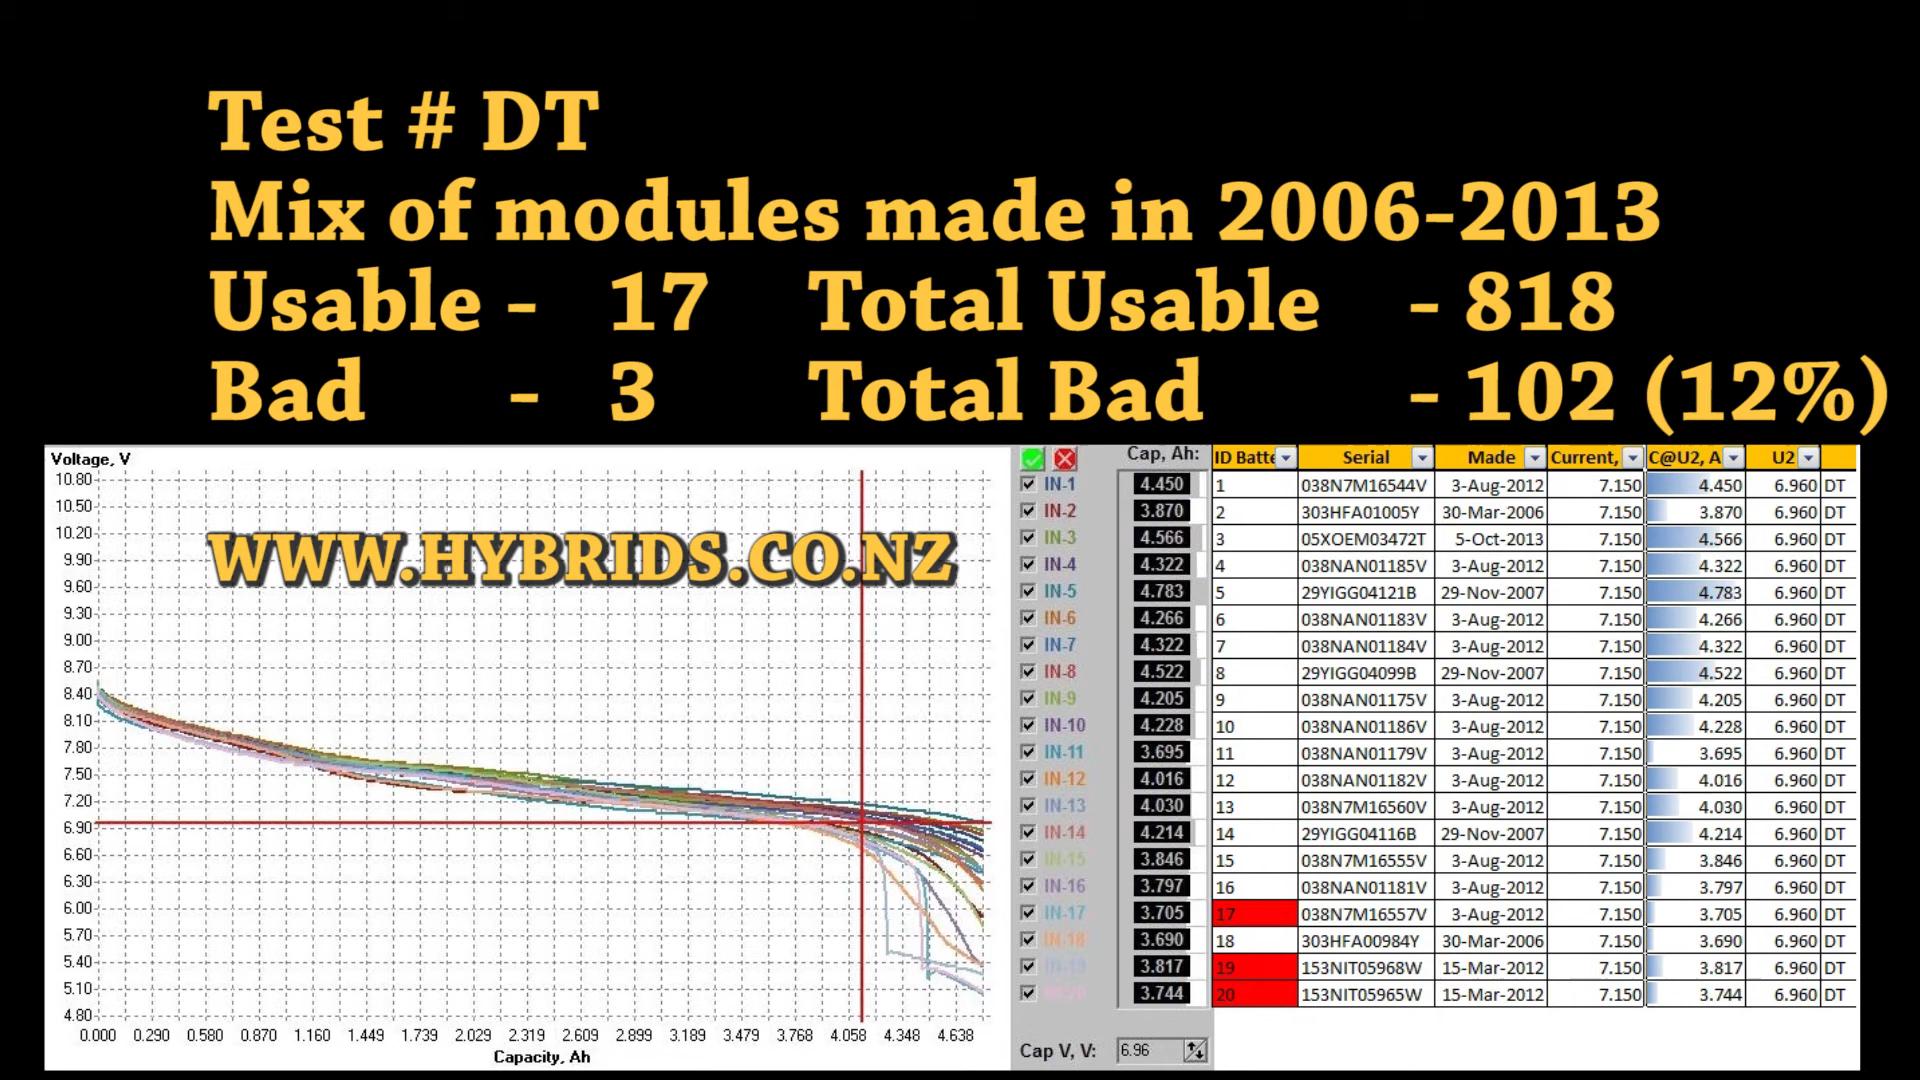 Test # DT
Mix of modules made in 2006-2013
Usable - 17 Total Usable - 818
Bad - 3 Total Bad - 102 (12%)
WWW.HYBRIDS.CO.NZ
Voltage, V
10.80
10.50
10.20
9.90
9.60
9.30
9.00
8.70
8.40
8.10
7.80
7.50
7.20
6.90
6.60
6.30
6.00
5.70
5.40
5.10
4.80
0.000 0.290 0.580 0.870 1.160 1.449 1.739 2.029 2.319 2.609 2.899 3.189 3.479 3.768 4.058 4.348 4.638
Capacity, Ah
Cap, Ah:
IN-1 4.450
IN-2 3.870
IN-3 4.566
IN-4 4.322
IN-5 4.783
IN-6 4.266
IN-7 4.322
IN-8 4.522
IN-9 4.205
IN-10 4.228
IN-11 3.695
IN-12 4.016
IN-13 4.030
IN-14 4.214
IN-15 3.846
IN-16 3.797
IN-17 3.705
IN-18 3.690
IN-19 3.817
3.744
Cap V, V: 6.96
ID Batte Serial Made Current, C@U2, A U2
1 038N7M16544V 3-Aug-2012 7.150 4.450 6.960 DT
2 303HFA01005Y 30-Mar-2006 7.150 3.870 6.960 DT
3 05XOEM03472T 5-Oct-2013 7.150 4.566 6.960 DT
4 038NAN01185V 3-Aug-2012 7.150 4.322 6.960 DT
5 29YIGG04121B 29-Nov-2007 7.150 4.783 6.960 DT
6 038NAN01183V 3-Aug-2012 7.150 4.266 6.960 DT
7 038NAN01184V 3-Aug-2012 7.150 4.322 6.960 DT
8 29YIGG04099B 29-Nov-2007 7.150 4.522 6.960 DT
9 038NAN01175V 3-Aug-2012 7.150 4.205 6.960 DT
10 038NAN01186V 3-Aug-2012 7.150 4.228 6.960 DT
11 038NAN01179V 3-Aug-2012 7.150 3.695 6.960 DT
12 038NAN01182V 3-Aug-2012 7.150 4.016 6.960 DT
13 038N7M16560V 3-Aug-2012 7.150 4.030 6.960 DT
14 29YIGG04116B 29-Nov-2007 7.150 4.214 6.960 DT
15 038N7M16555V 3-Aug-2012 7.150 3.846 6.960 DT
16 038NAN01181V 3-Aug-2012 7.150 3.797 6.960 DT
17 038N7M16557V 3-Aug-2012 7.150 3.705 6.960 DT
18 303HFA00984Y 30-Mar-2006 7.150 3.690 6.960 DT
19 153NIT05968W 15-Mar-2012 7.150 3.817 6.960 DT
20 153NIT05965W 15-Mar-2012 7.150 3.744 6.960 DT